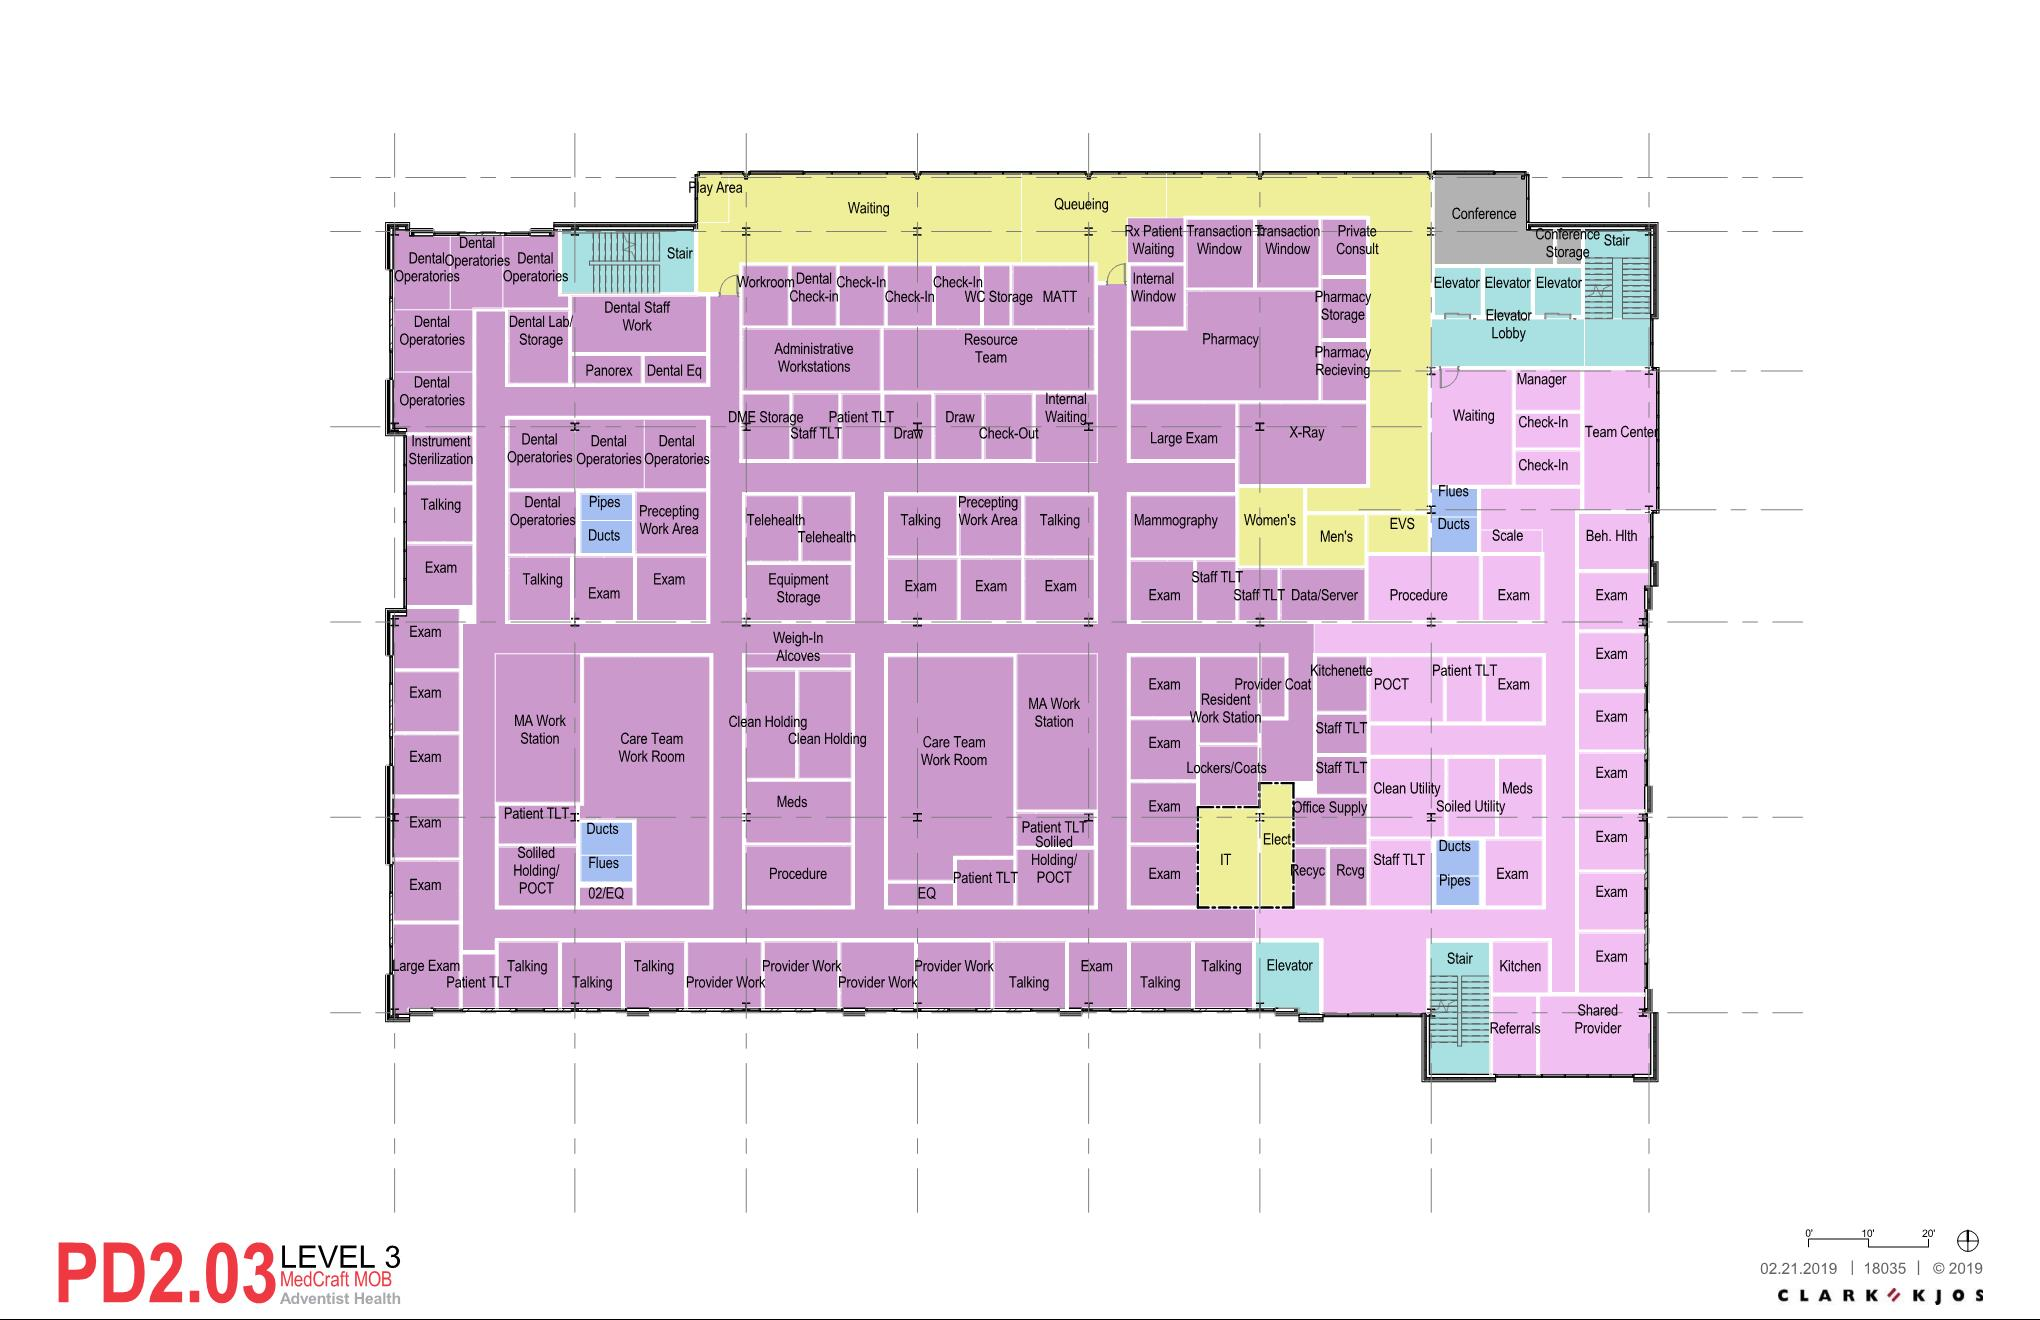 Play Area
Waiting
Queueing
Conference
Conference
Storage
Stair
Stair
Dental
Operatories
Dental
Operatories
Dental
Operatories
Rx Patient
Waiting
Transaction
Window
Transaction
Window
Private
Consult
Internal
Window
Elevator
Elevator
Elevator
Elevator
Lobby
Workroom
Dental
Check-in
Check-In
Check-In
Check-In
WC Storage
MATT
Pharmacy
Storage
Pharmacy
Pharmacy
Recieving
Dental Staff
Work
Dental Lab/
Storage
Dental
Operatories
Panorex
Dental Eq
Administrative
Workstations
Resource
Team
Dental
Operatories
DME Storage
Staff TLT
Patient TLT
Draw
Draw
Check-Out
Internal
Waiting
Large Exam
X-Ray
Waiting
Manager
Check-In
Check-In
Team Center
Instrument
Sterilization
Dental
Operatories
Dental
Operatories
Dental
Operatories
Talking
Dental
Operatories
Pipes
Ducts
Precepting
Work Area
Telehealth
Telehealth
Talking
Precepting
Work Area
Talking
Mammography
Women's
Men's
EVS
Flues
Ducts
Scale
Beh. Hlth
Exam
Talking
Exam
Exam
Equipment
Storage
Exam
Exam
Exam
Exam
Staff TLT
Staff TLT
Data/Server
Procedure
Exam
Exam
Exam
Weigh-In
Alcoves
Exam
Exam
MA Work
Station
Care Team
Work Room
Clean Holding
Clean Holding
Care Team
Work Room
MA Work
Station
Exam
Resident
Work Station
Provider Coat
Kitchenette
POCT
Patient TLT
Exam
Exam
Exam
Exam
Staff TLT
Exam
Lockers/Coats
Staff TLT
Clean Utility
Soiled Utility
Meds
Exam
Meds
Exam
Office Supply
Patient TLT
Exam
Ducts
Flues
02/EQ
Soliled
Holding/
POCT
Exam
Procedure
EQ
Patient TLT
Patient TLT
Soliled
Holding/
POCT
Exam
IT
Elect
Recyc
Rcvg
Staff TLT
Ducts
Pipes
Exam
Exam
Exam
Large Exam
Patient TLT
Talking
Talking
Talking
Provider Work
Provider Work
Provider Work
Provider Work
Talking
Exam
Talking
Talking
Elevator
Stair
Kitchen
Exam
Referrals
Shared
Provider
PD2.03
LEVEL 3
MedCraft MOB
Adventist Health
0' 10' 20'
02.21.2019 | 18035 | © 2019
CLARK KJOS